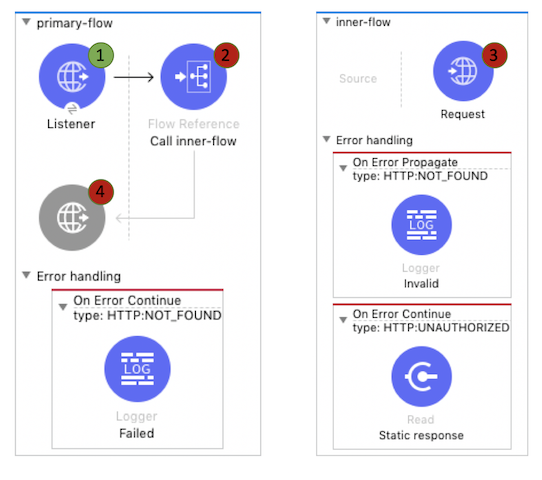 primary-flow
1
2
Listener
Flow Reference
Call inner-flow
4
Error handling
On Error Continue
type: HTTP:NOT_FOUND
LOG
Logger
Failed
inner-flow
Source
3
Request
Error handling
On Error Propagate
type: HTTP:NOT_FOUND
LOG
Logger
Invalid
On Error Continue
type: HTTP:UNAUTHORIZED
Read
Static response